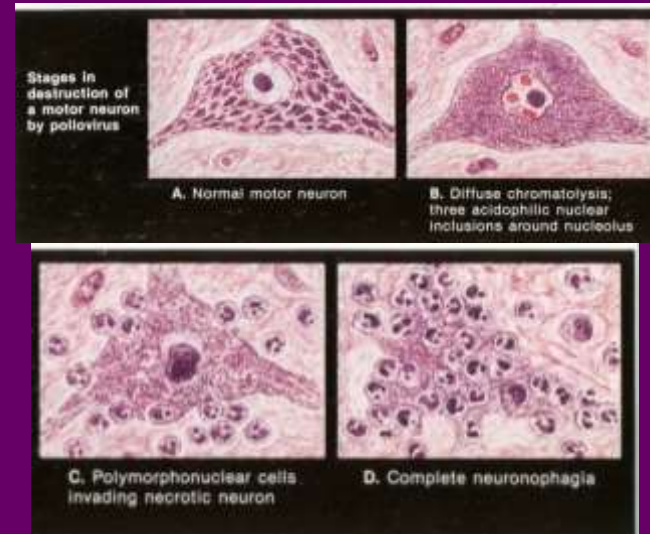 Stages in
destruction of
a motor neuron
by poliovirus
A. Normal motor neuron
B. Diffuse chromatolysis;
three acidophilic nuclear
inclusions around nucleolus
C. Polymorphonuclear cells
invading necrotic neuron
D. Complete neuronophagia